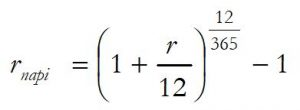 r_napi = (1 + r/12)^(12/365) − 1